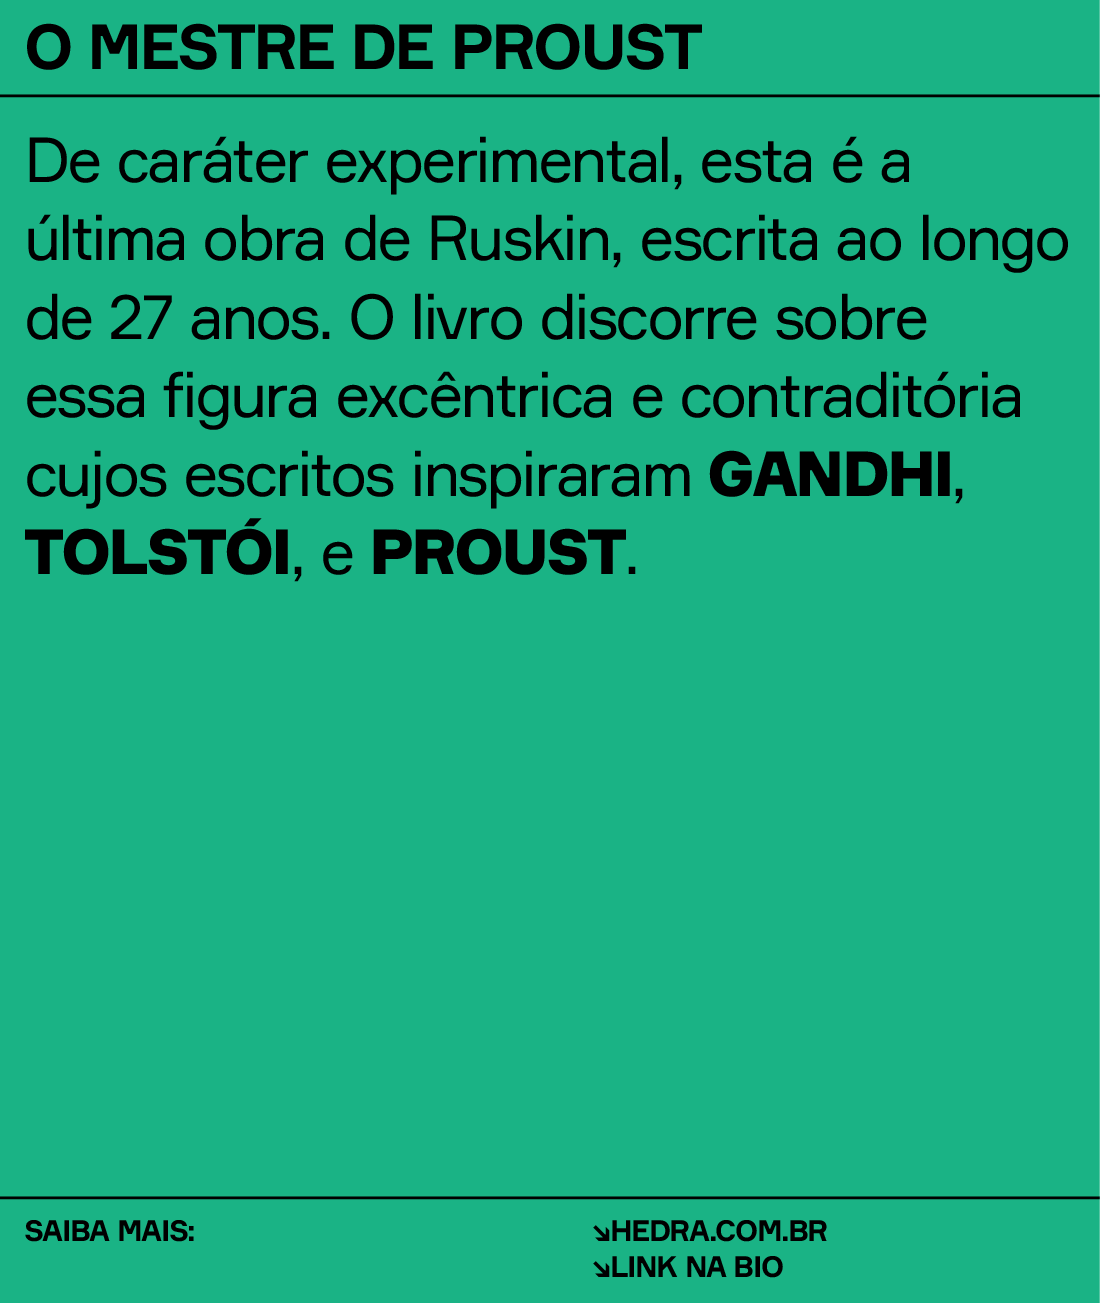 O MESTRE DE PROUST
De caráter experimental, esta é a
última obra de Ruskin, escrita ao longo
de 27 anos. O livro discorre sobre
essa figura excêntrica e contraditória
cujos escritos inspiraram GANDHI,
TOLSTÓI, e PROUST.
SAIBA MAIS:
↘HEDRA.COM.BR
↘LINK NA BIO